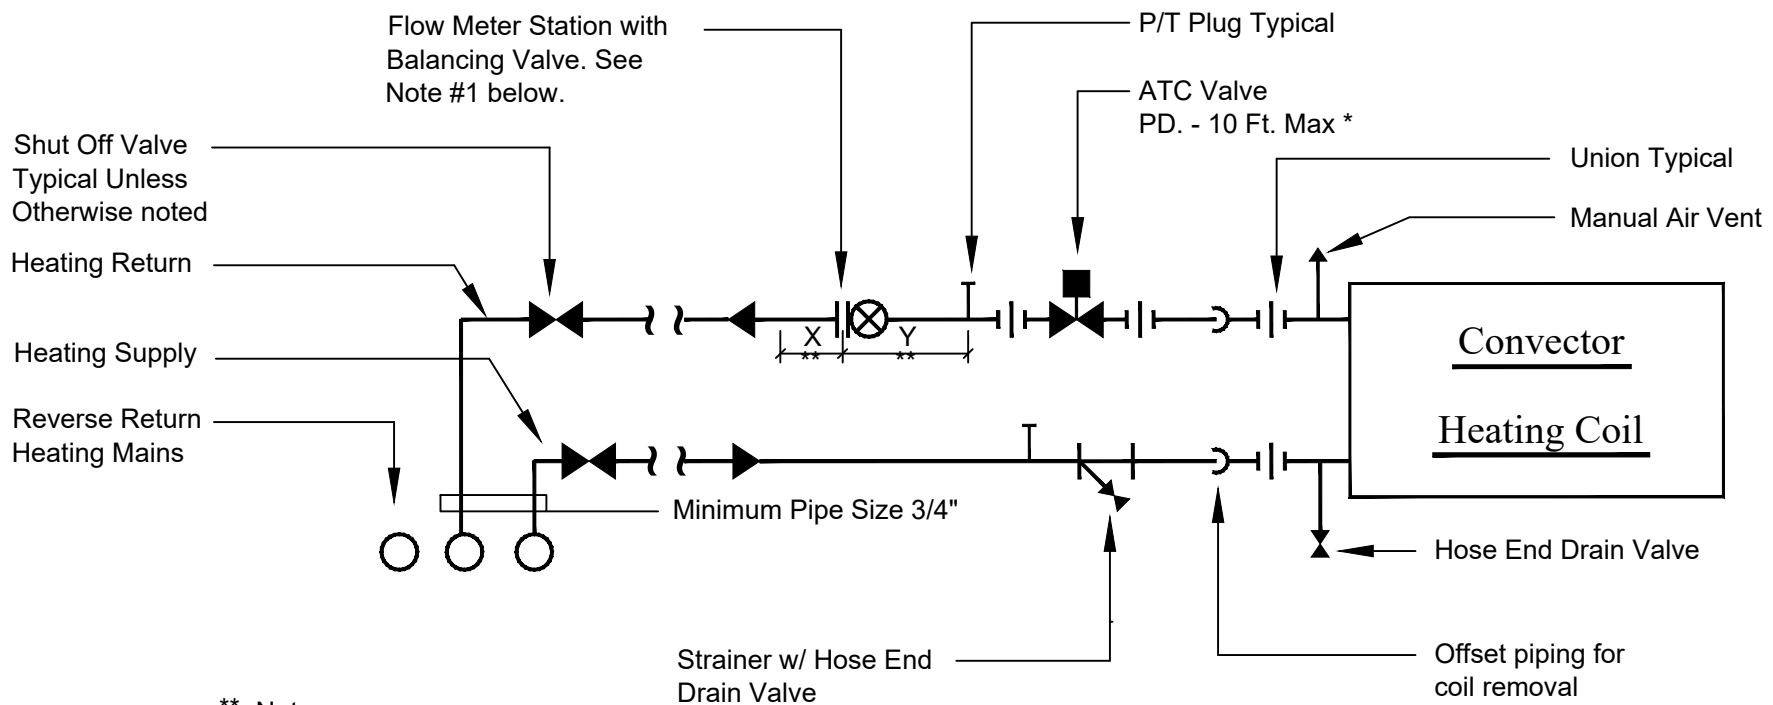 Flow Meter Station with
Balancing Valve. See
Note #1 below.
P/T Plug Typical
ATC Valve
PD. - 10 Ft. Max *
Shut Off Valve
Typical Unless
Otherwise noted
Union Typical
Manual Air Vent
Heating Return
X
**
Y
**
Heating Supply
Convector
Heating Coil
Reverse Return
Heating Mains
Minimum Pipe Size 3/4"
Hose End Drain Valve
Strainer w/ Hose End
Drain Valve
Offset piping for
coil removal
**